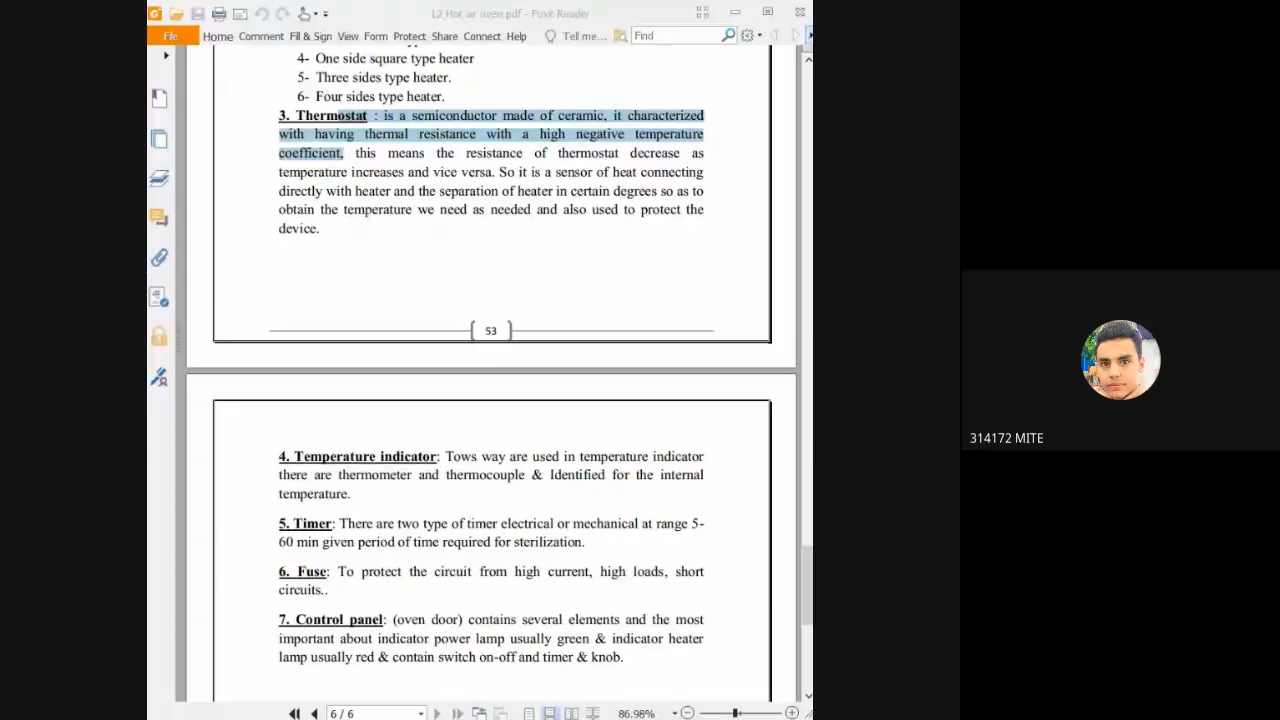 L2 Hot air oven.pdf - Foxit Reader
File Home Comment Fill & Sign View Form Protect Share Connect Help Tell me... Find
4- One side square type heater
5- Three sides type heater.
6- Four sides type heater.
3. Thermostat : is a semiconductor made of ceramic, it characterized
with having thermal resistance with a high negative temperature
coefficient, this means the resistance of thermostat decrease as
temperature increases and vice versa. So it is a sensor of heat connecting
directly with heater and the separation of heater in certain degrees so as to
obtain the temperature we need as needed and also used to protect the
device.
53
4. Temperature indicator: Tows way are used in temperature indicator
there are thermometer and thermocouple & Identified for the internal
temperature.
5. Timer: There are two type of timer electrical or mechanical at range 5-
60 min given period of time required for sterilization.
6. Fuse: To protect the circuit from high current, high loads, short
circuits..
7. Control panel: (oven door) contains several elements and the most
important about indicator power lamp usually green & indicator heater
lamp usually red & contain switch on-off and timer & knob.
6 / 6
86.98%
314172 MITE